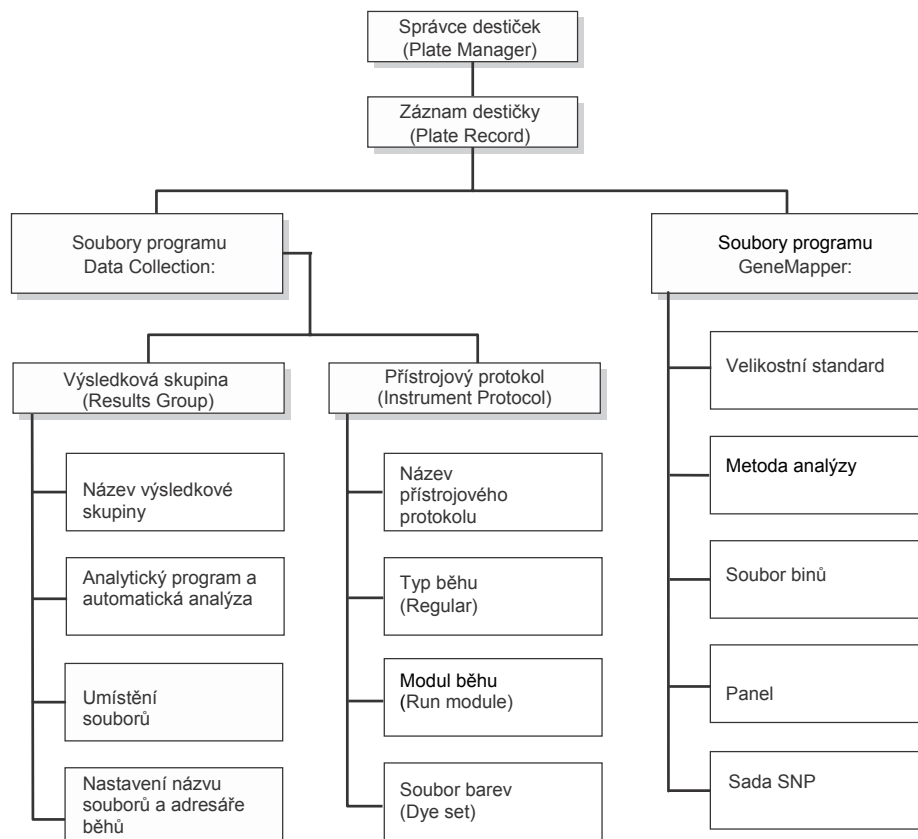 Správce destiček
(Plate Manager)
Záznam destičky
(Plate Record)
Soubory programu
Data Collection:
Soubory programu
GeneMapper:
Výsledková skupina
(Results Group)
Název výsledkové
skupiny
Analytický program a
automatická analýza
Umístění
souborů
Nastavení názvu
souborů a adresáře
běhů
Přístrojový protokol
(Instrument Protocol)
Název
přístrojového
protokolu
Typ běhu
(Regular)
Modul běhu
(Run module)
Soubor barev
(Dye set)
Velikostní standard
Metoda analýzy
Soubor binů
Panel
Sada SNP